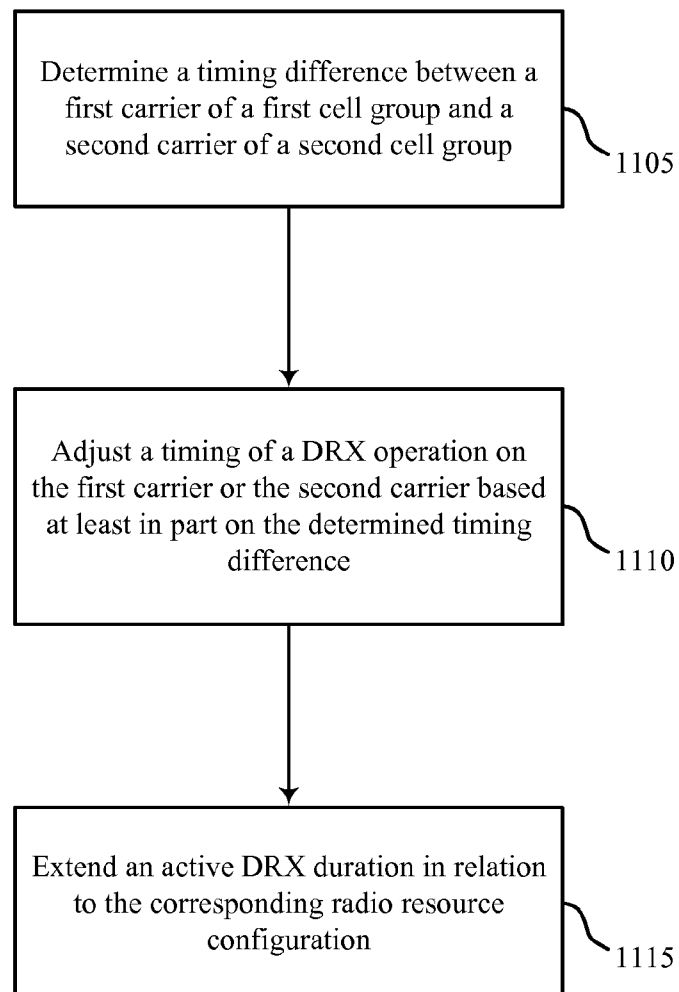 Determine a timing difference between a
first carrier of a first cell group and a
second carrier of a second cell group
1105
Adjust a timing of a DRX operation on
the first carrier or the second carrier based
at least in part on the determined timing
difference
1110
Extend an active DRX duration in relation
to the corresponding radio resource
configuration
1115